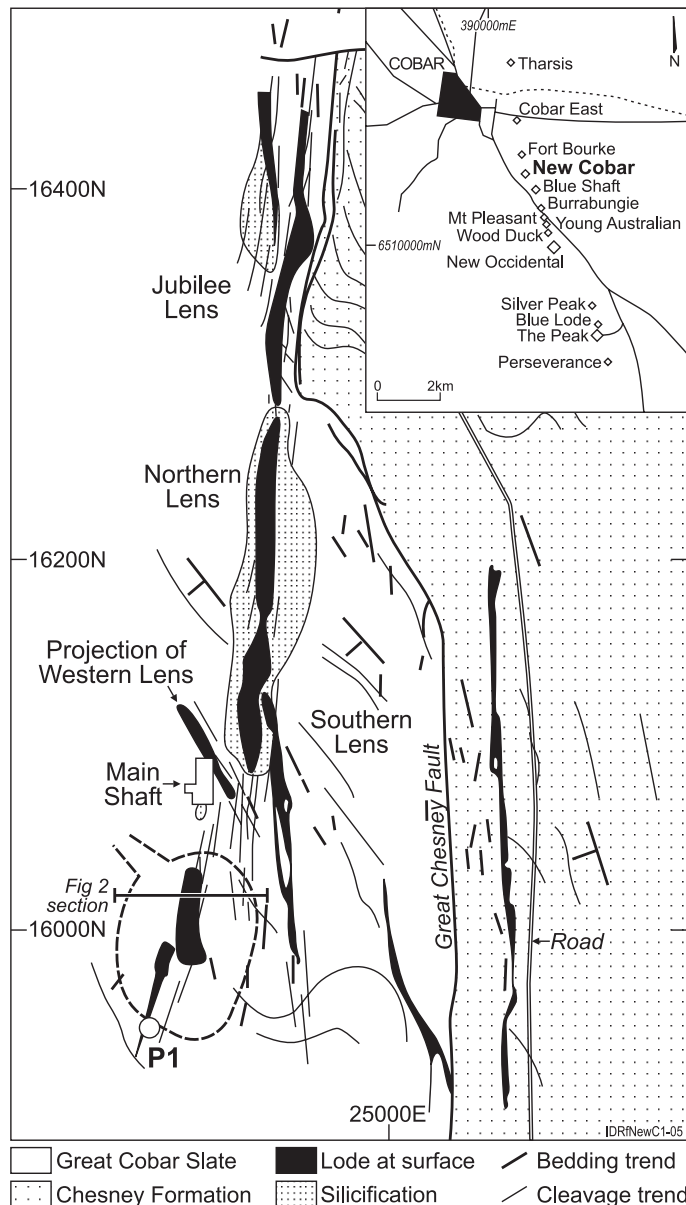 390000mE
N
COBAR
Tharsis
Cobar East
Fort Bourke
New Cobar
Blue Shaft
Burrabungie
Mt Pleasant
Young Australian
Wood Duck
6510000mN
New Occidental
Silver Peak
Blue Lode
The Peak
Perseverance
0 2km
16400N
Jubilee
Lens
Northern
Lens
16200N
Projection of
Western Lens
Southern
Lens
Main
Shaft
Great Chesney Fault
Fig 2
section
16000N
Road
P1
25000E
IDRfNewC1-05
Great Cobar Slate
Lode at surface
Bedding trend
Chesney Formation
Silicification
Cleavage trend